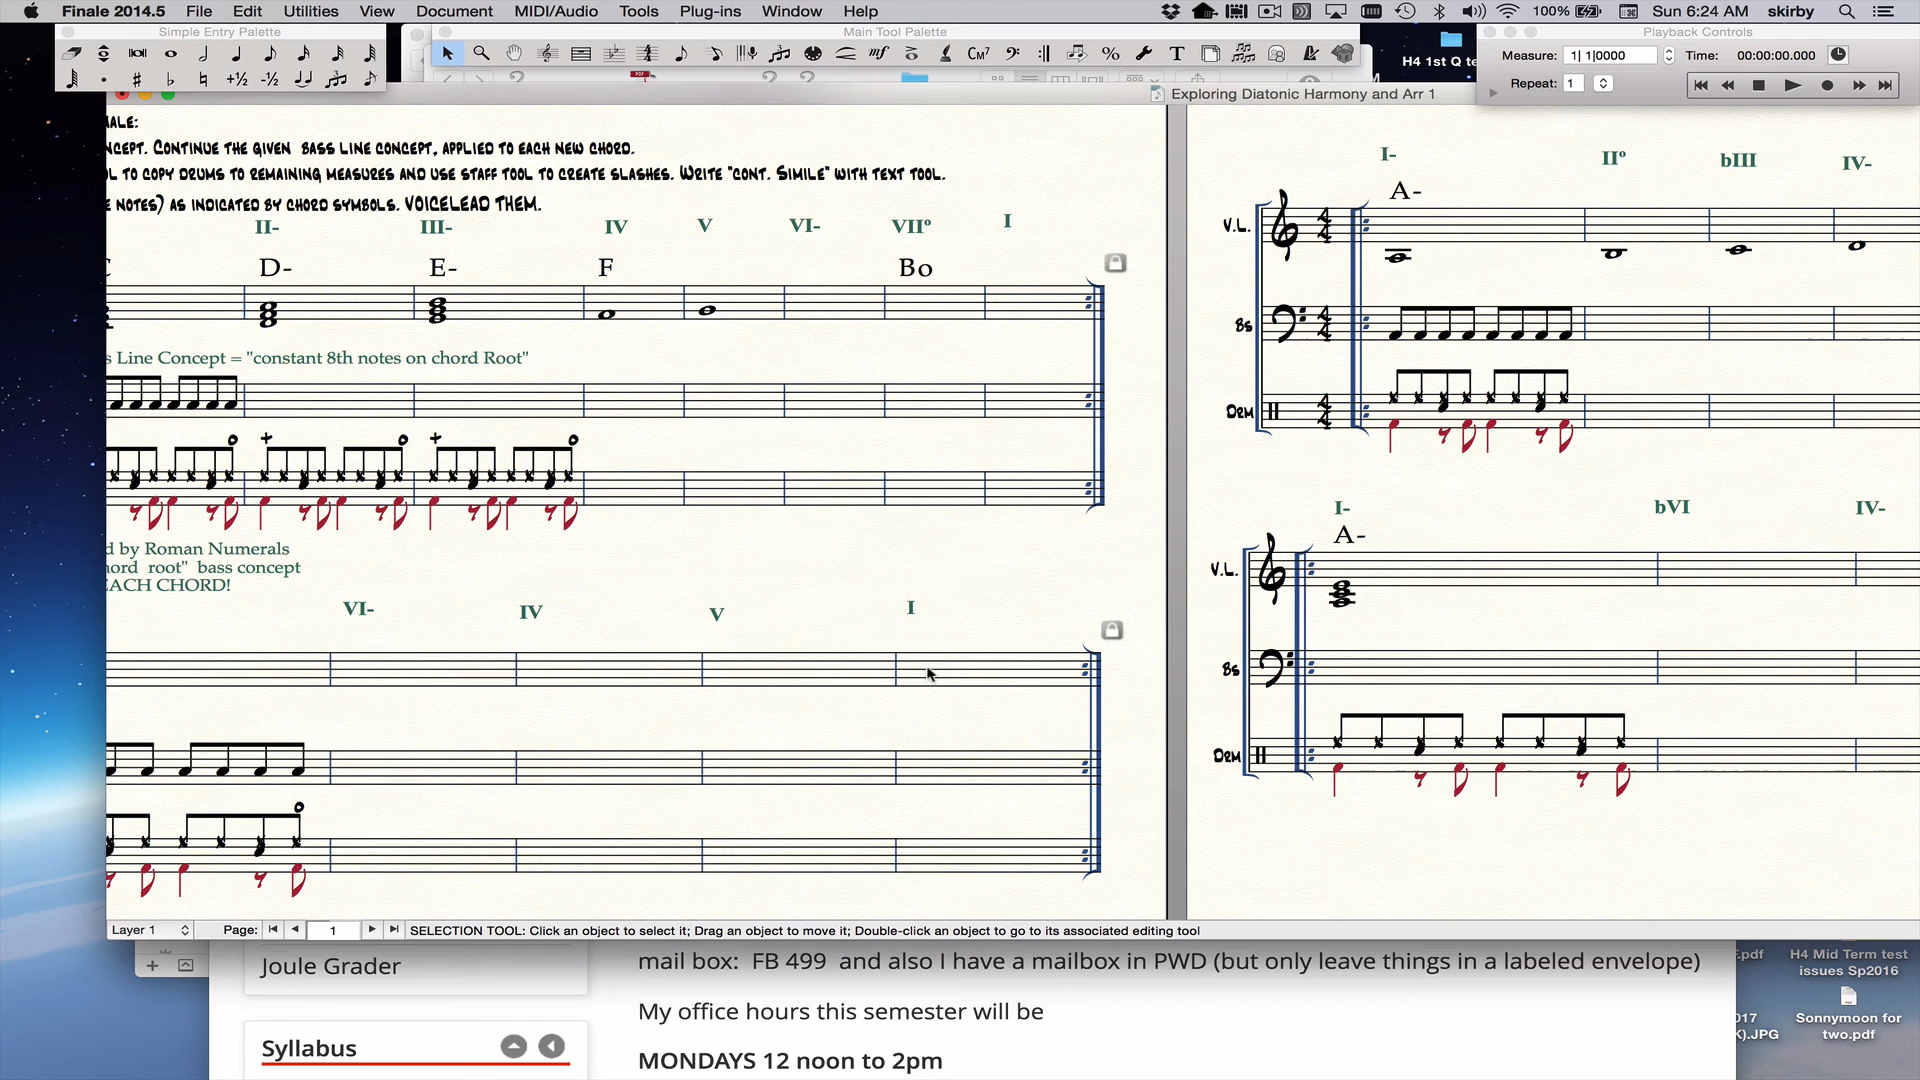 Finale 2014.5 File Edit Utilities View Document MIDI/Audio Tools Plug-ins Window Help
100% Sun 6:24 AM skirby
Simple Entry Palette
Main Tool Palette
Playback Controls
H4 1st Q te
Measure: 1| 1|0000 Time: 00:00:00.000
Repeat: 1
Exploring Diatonic Harmony and Arr 1
ALE:
NCEPT. CONTINUE THE GIVEN BASS LINE CONCEPT, APPLIED TO EACH NEW CHORD.
OL TO COPY DRUMS TO REMAINING MEASURES AND USE STAFF TOOL TO CREATE SLASHES. WRITE "CONT. SIMILE" WITH TEXT TOOL.
E NOTES) AS INDICATED BY CHORD SYMBOLS. VOICELEAD THEM.
II- III- IV V VI- VIIº I
C D- E- F Bo
s Line Concept = "constant 8th notes on chord Root"
d by Roman Numerals
hord root" bass concept
EACH CHORD!
VI- IV V I
I- IIº bIII IV-
A-
V.L.
Bs
DRM
I- bVI IV-
A-
V.L.
Bs
DRM
Layer 1 Page: 1 SELECTION TOOL: Click an object to select it; Drag an object to move it; Double-click an object to go to its associated editing tool
Joule Grader
Syllabus
mail box: FB 499 and also I have a mailbox in PWD (but only leave things in a labeled envelope)
My office hours this semester will be
MONDAYS 12 noon to 2pm
.pdf
H4 Mid Term test
issues Sp2016
017
K).JPG
Sonnymoon for
two.pdf